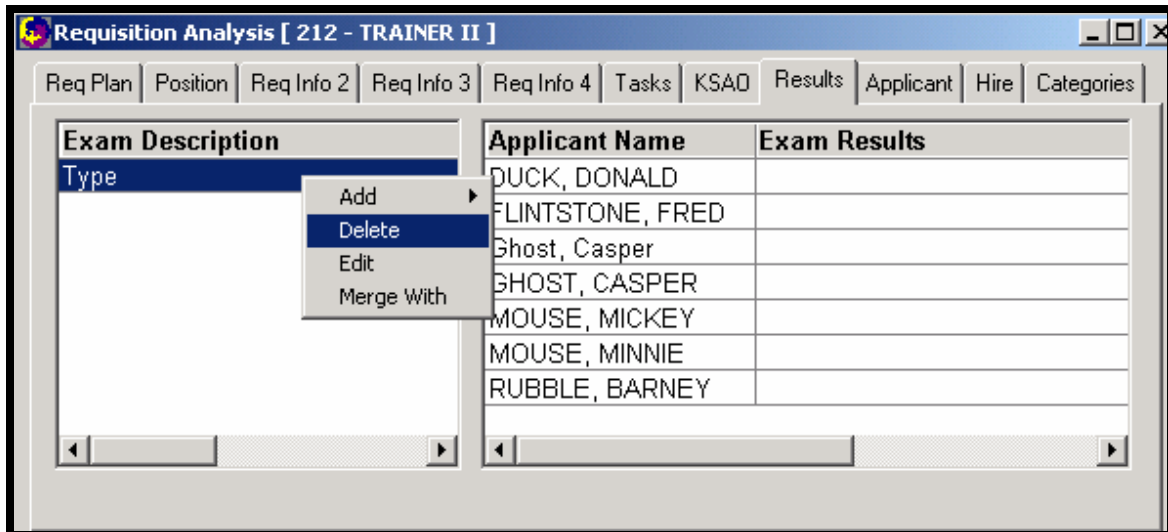 Requisition Analysis [ 212 - TRAINER II ]
Req Plan Position Req Info 2 Req Info 3 Req Info 4 Tasks KSAO Results Applicant Hire Categories
Exam Description
Type
Add
Delete
Edit
Merge With
Applicant Name Exam Results
DUCK, DONALD
FLINTSTONE, FRED
Ghost, Casper
GHOST, CASPER
MOUSE, MICKEY
MOUSE, MINNIE
RUBBLE, BARNEY